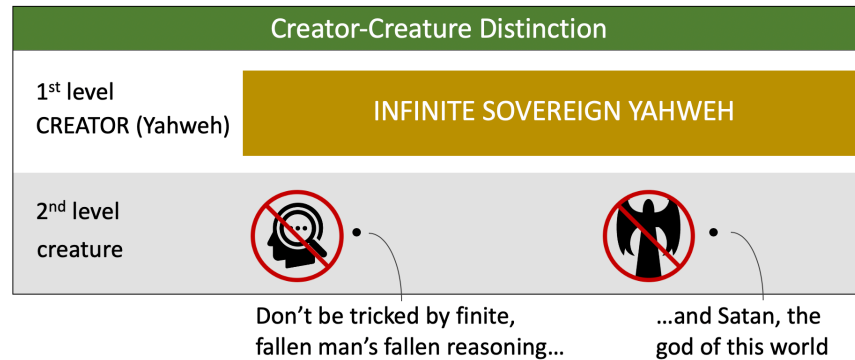 Creator-Creature Distinction
1st level
CREATOR (Yahweh)
INFINITE SOVEREIGN YAHWEH
2nd level
creature
Don’t be tricked by finite,
fallen man’s fallen reasoning…
…and Satan, the
god of this world